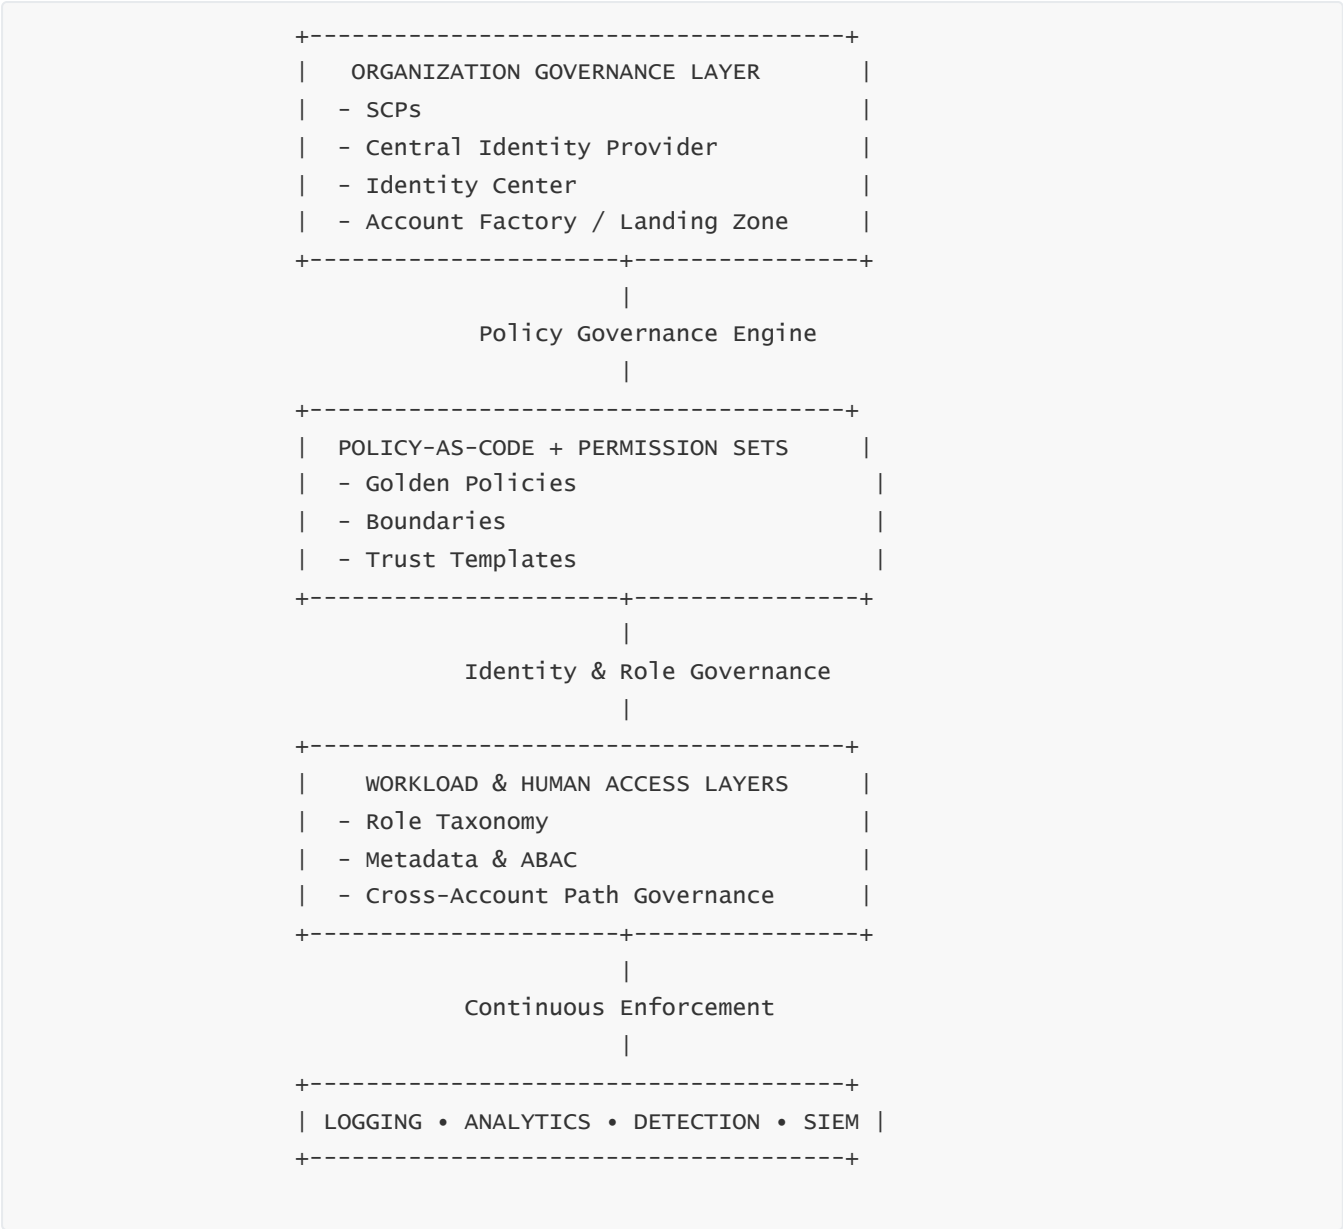 +--------------------------------------+
|   ORGANIZATION GOVERNANCE LAYER       |
|  - SCPs                               |
|  - Central Identity Provider          |
|  - Identity Center                    |
|  - Account Factory / Landing Zone     |
+----------------------+----------------+
                       |
             Policy Governance Engine
                       |
+--------------------------------------+
|  POLICY-AS-CODE + PERMISSION SETS     |
|  - Golden Policies                     |
|  - Boundaries                          |
|  - Trust Templates                     |
+----------------------+----------------+
                       |
            Identity & Role Governance
                       |
+--------------------------------------+
|    WORKLOAD & HUMAN ACCESS LAYERS     |
|  - Role Taxonomy                      |
|  - Metadata & ABAC                    |
|  - Cross-Account Path Governance      |
+----------------------+----------------+
                       |
            Continuous Enforcement
                       |
+--------------------------------------+
| LOGGING • ANALYTICS • DETECTION • SIEM |
+--------------------------------------+